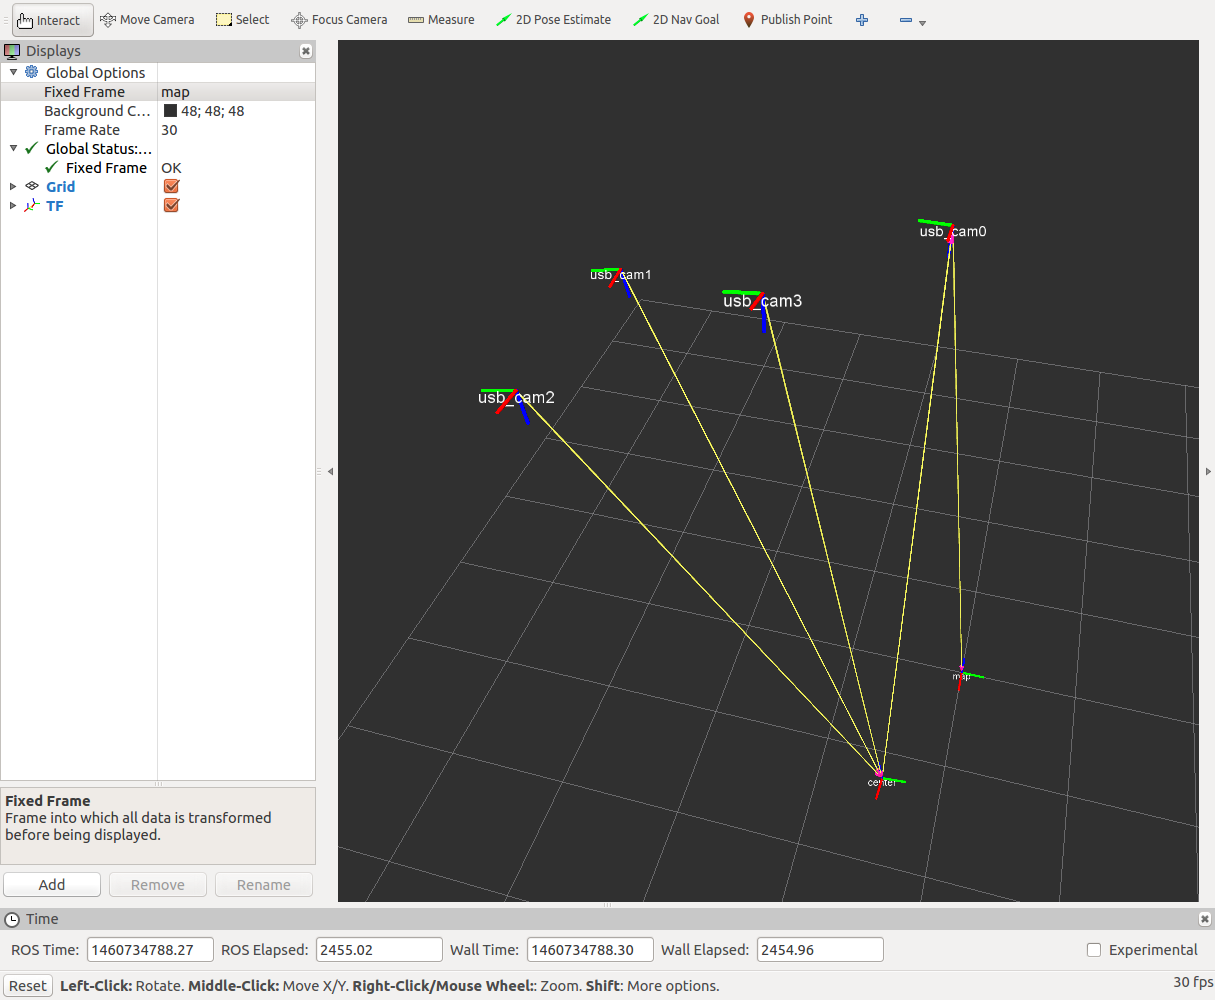 Interact Move Camera Select Focus Camera Measure 2D Pose Estimate 2D Nav Goal Publish Point
Displays
Global Options
Fixed Frame map
Background C... 48; 48; 48
Frame Rate 30
Global Status:...
Fixed Frame OK
Grid
TF
usb_cam0
usb_cam1
usb_cam3
usb_cam2
map
center
Fixed Frame
Frame into which all data is transformed
before being displayed.
Add Remove Rename
Time
ROS Time: 1460734788.27 ROS Elapsed: 2455.02 Wall Time: 1460734788.30 Wall Elapsed: 2454.96 Experimental
Reset Left-Click: Rotate. Middle-Click: Move X/Y. Right-Click/Mouse Wheel:: Zoom. Shift: More options. 30 fps